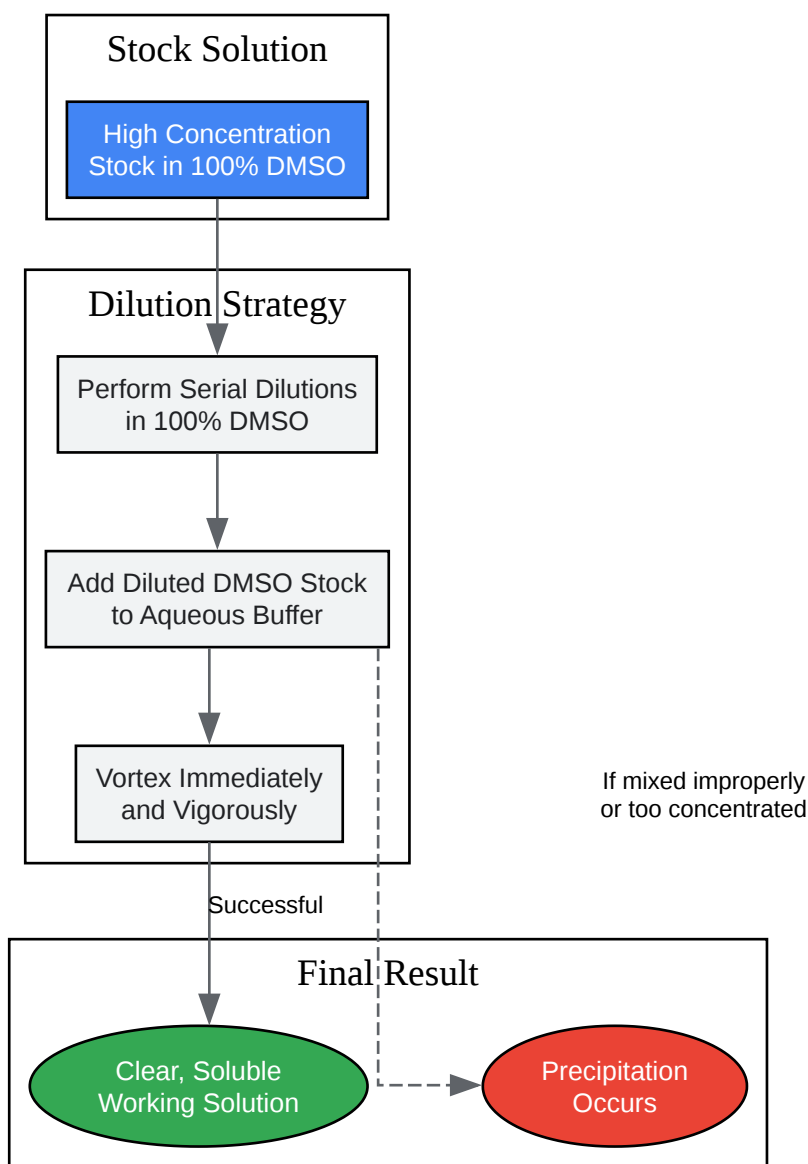 Stock Solution
High Concentration
Stock in 100% DMSO
Dilution Strategy
Perform Serial Dilutions
in 100% DMSO
Add Diluted DMSO Stock
to Aqueous Buffer
Vortex Immediately
and Vigorously
If mixed improperly
or too concentrated
Successful
Final Result
Clear, Soluble
Working Solution
Precipitation
Occurs